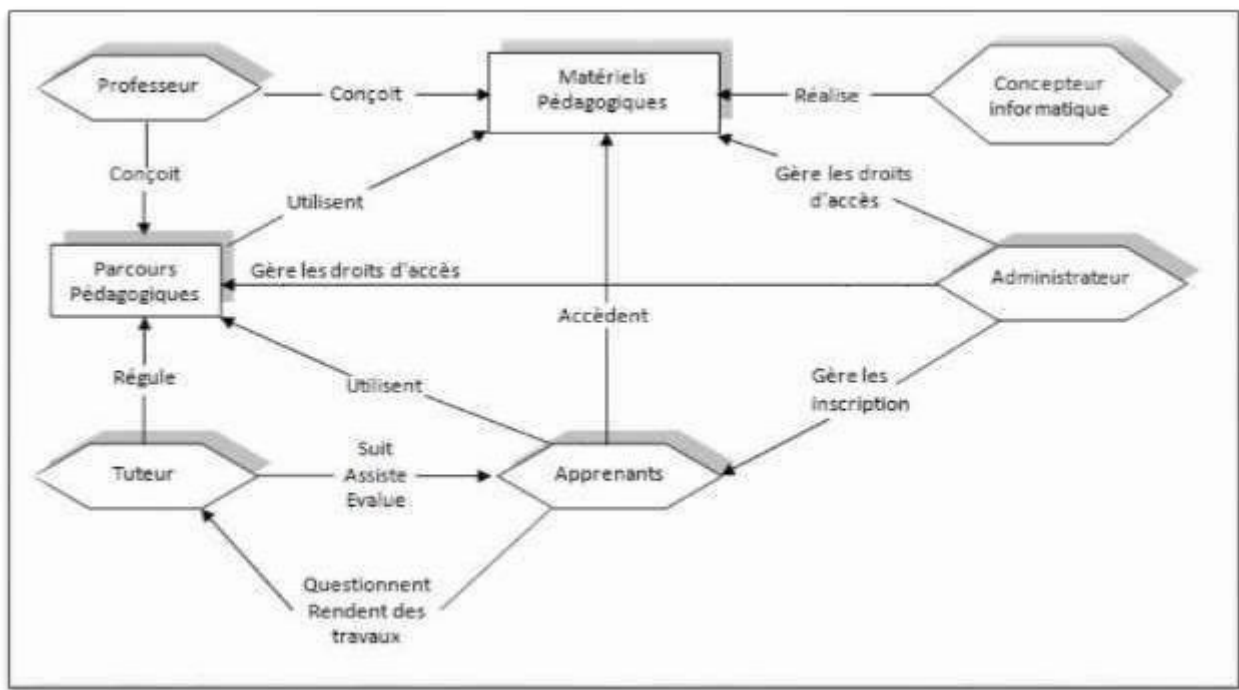 Professeur
Conçoit
Matériels
Pédagogiques
Réalise
Concepteur
informatique
Conçoit
Utilisent
Gère les droits
d'accès
Parcours
Pédagogiques
Gère les droits d'accès
Administrateur
Accèdent
Régule
Utilisent
Gère les
inscription
Tuteur
Suit
Assiste
Evalue
Apprenants
Questionnent
Rendent des
travaux